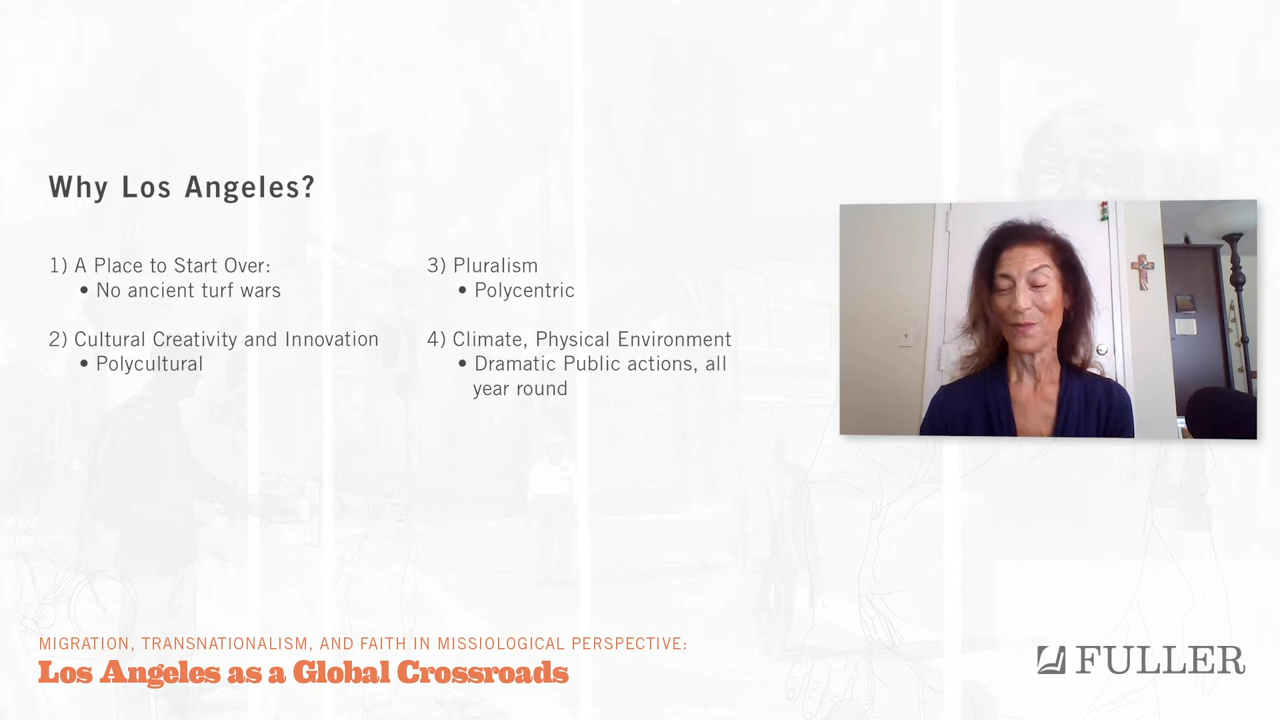 Why Los Angeles?
1) A Place to Start Over:
• No ancient turf wars
2) Cultural Creativity and Innovation
• Polycultural
3) Pluralism
• Polycentric
4) Climate, Physical Environment
• Dramatic Public actions, all
year round
MIGRATION, TRANSNATIONALISM, AND FAITH IN MISSIOLOGICAL PERSPECTIVE:
Los Angeles as a Global Crossroads
FULLER